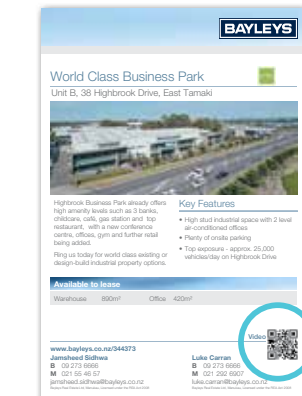 BAYLEYS
World Class Business Park
Unit B, 38 Highbrook Drive, East Tamaki
Highbrook Business Park already offers
high amenity levels such as 3 banks,
childcare, café, gas station and top
restaurant, with a new conference
centre, offices, gym and further retail
being added.
Ring us today for world class existing or
design-build industrial property options.
Key Features
• High stud industrial space with 2 level
air-conditioned offices
• Plenty of onsite parking
• Top exposure - approx. 25,000
vehicles/day on Highbrook Drive
Available to lease
Warehouse 890m² Office 420m²
Video
www.bayleys.co.nz/344373
Jamsheed Sidhwa
B 09 273 6666
M 021 55 46 57
jamsheed.sidhwa@bayleys.co.nz
Luke Carran
B 09 273 6666
M 021 292 6907
luke.carran@bayleys.co.nz